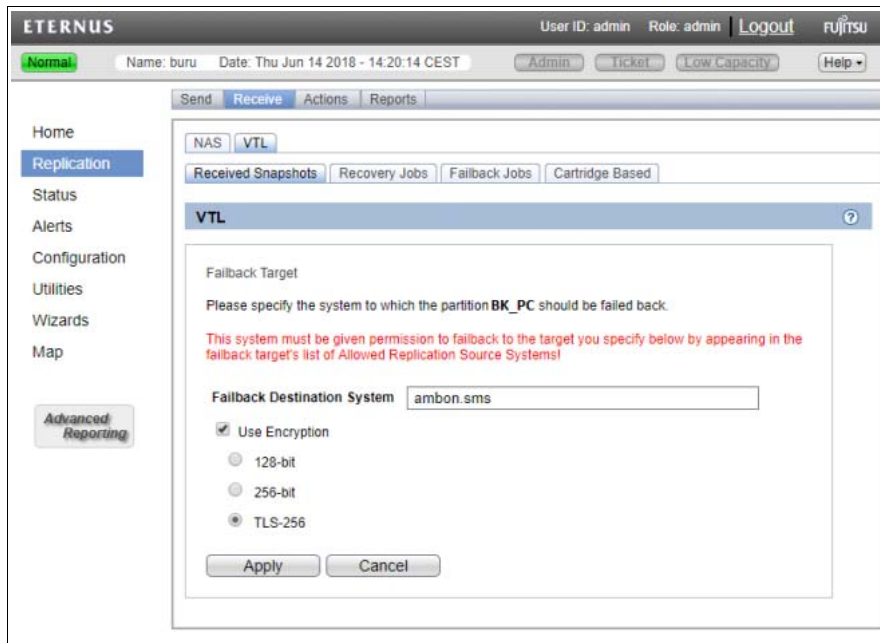 ETERNUS User ID: admin Role: admin Logout FUJITSU
Normal Name: buru Date: Thu Jun 14 2018 - 14:20:14 CEST Admin Ticket Low Capacity Help
Send Receive Actions Reports
Home
Replication
Status
Alerts
Configuration
Utilities
Wizards
Map
Advanced
Reporting
NAS VTL
Received Snapshots Recovery Jobs Failback Jobs Cartridge Based
VTL ?
Failback Target
Please specify the system to which the partition BK_PC should be failed back.
This system must be given permission to failback to the target you specify below by appearing in the
failback target's list of Allowed Replication Source Systems!
Failback Destination System ambon.sms
Use Encryption
128-bit
256-bit
TLS-256
Apply Cancel